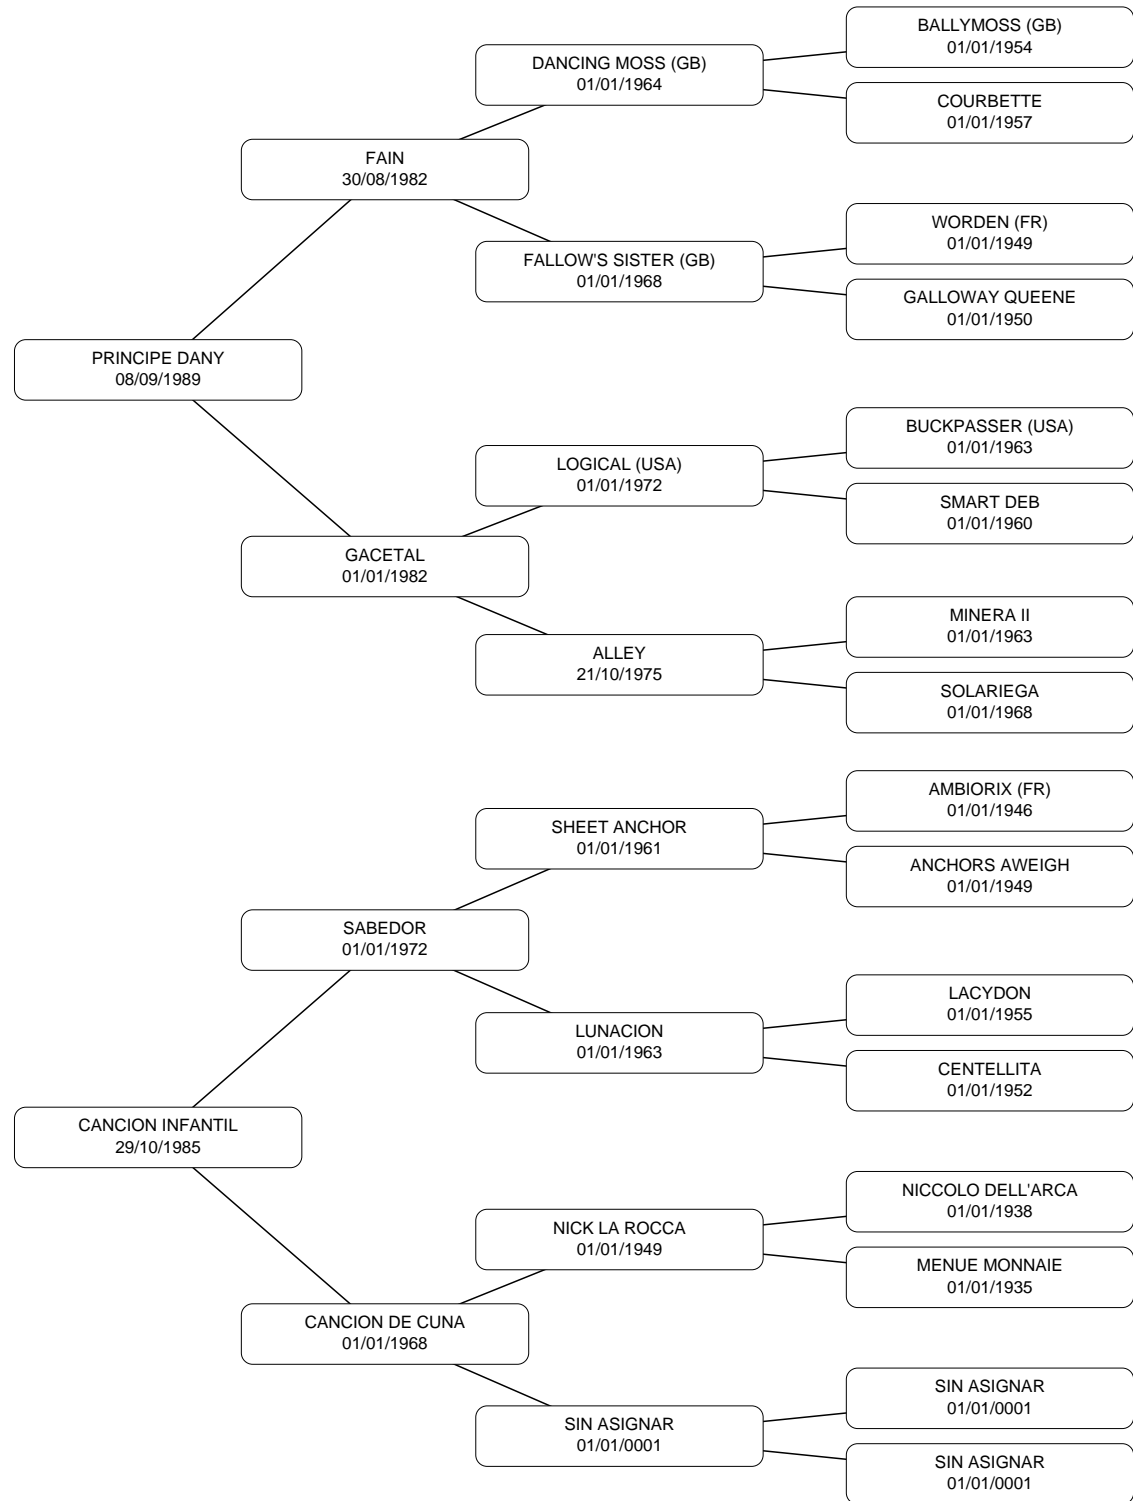 BALLYMOSS (GB)
01/01/1954
DANCING MOSS (GB)
01/01/1964
COURBETTE
01/01/1957
FAIN
30/08/1982
WORDEN (FR)
01/01/1949
FALLOW'S SISTER (GB)
01/01/1968
GALLOWAY QUEENE
01/01/1950
PRINCIPE DANY
08/09/1989
BUCKPASSER (USA)
01/01/1963
LOGICAL (USA)
01/01/1972
SMART DEB
01/01/1960
GACETAL
01/01/1982
MINERA II
01/01/1963
ALLEY
21/10/1975
SOLARIEGA
01/01/1968
AMBIORIX (FR)
01/01/1946
SHEET ANCHOR
01/01/1961
ANCHORS AWEIGH
01/01/1949
SABEDOR
01/01/1972
LACYDON
01/01/1955
LUNACION
01/01/1963
CENTELLITA
01/01/1952
CANCION INFANTIL
29/10/1985
NICCOLO DELL'ARCA
01/01/1938
NICK LA ROCCA
01/01/1949
MENUE MONNAIE
01/01/1935
CANCION DE CUNA
01/01/1968
SIN ASIGNAR
01/01/0001
SIN ASIGNAR
01/01/0001
SIN ASIGNAR
01/01/0001